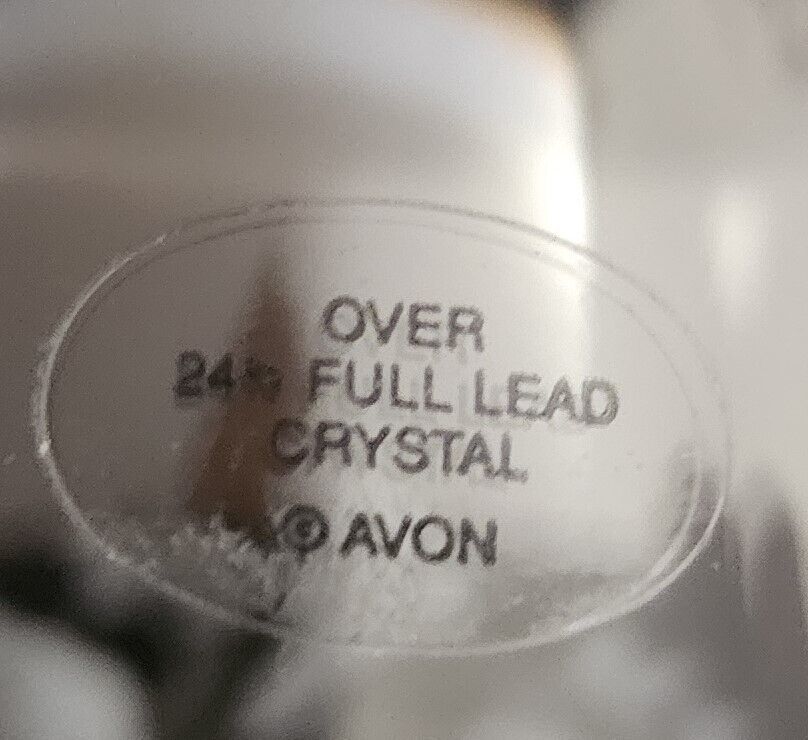 OVER
24% FULL LEAD
CRYSTAL
© AVON